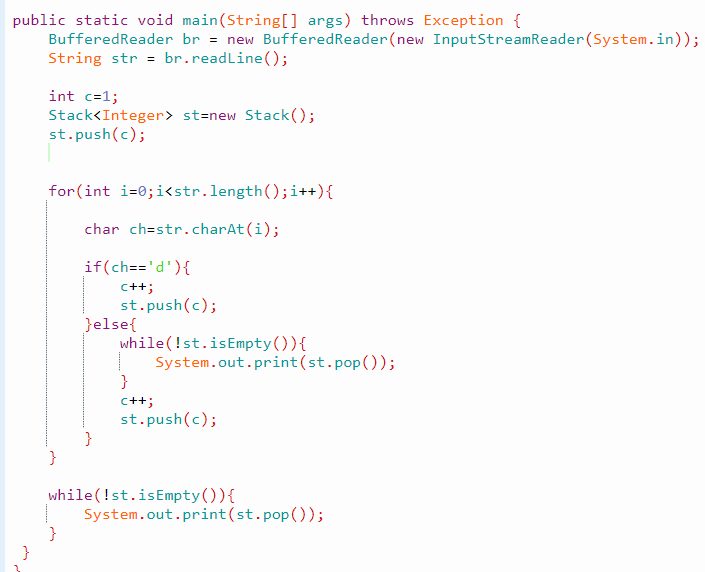 public static void main(String[] args) throws Exception {
    BufferedReader br = new BufferedReader(new InputStreamReader(System.in));
    String str = br.readLine();

    int c=1;
    Stack<Integer> st=new Stack();
    st.push(c);


    for(int i=0;i<str.length();i++){

        char ch=str.charAt(i);

        if(ch=='d'){
            c++;
            st.push(c);
        }else{
            while(!st.isEmpty()){
                System.out.print(st.pop());
            }
            c++;
            st.push(c);
        }
    }

    while(!st.isEmpty()){
        System.out.print(st.pop());
    }
 }
}